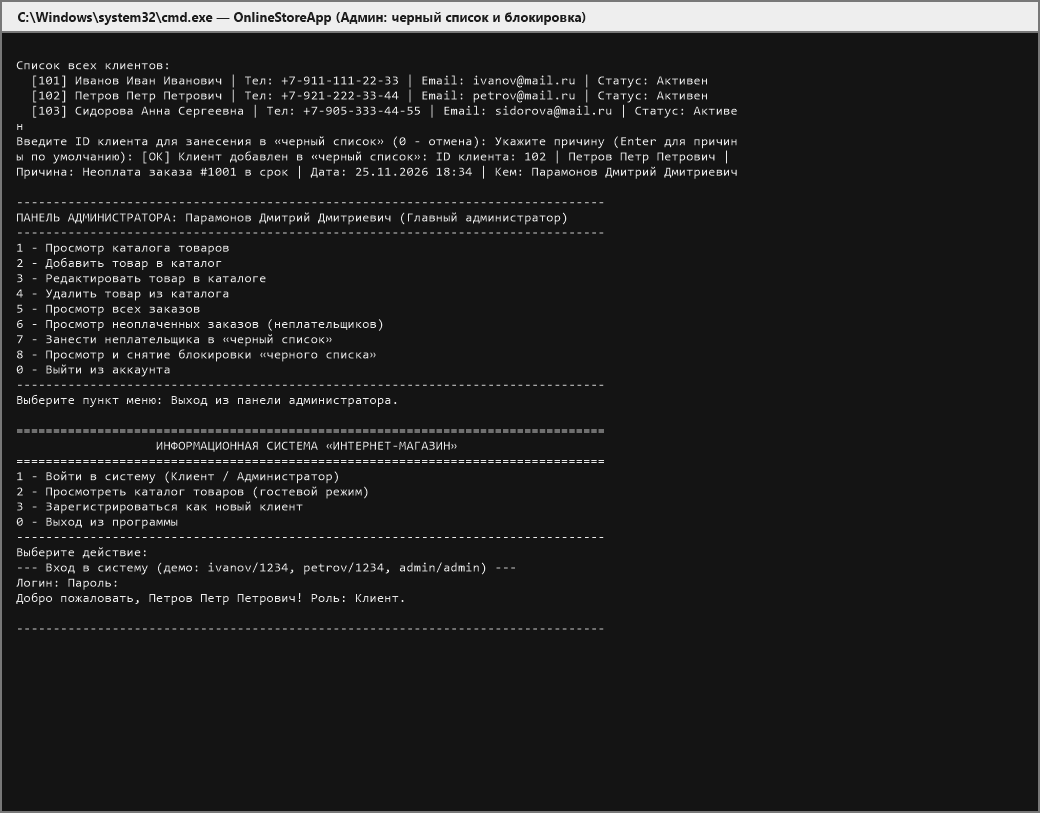 C:\Windows\system32\cmd.exe — OnlineStoreApp (Админ: черный список и блокировка)
Список всех клиентов:
[101] Иванов Иван Иванович | Тел: +7-911-111-22-33 | Email: ivanov@mail.ru | Статус: Активен
[102] Петров Петр Петрович | Тел: +7-921-222-33-44 | Email: petrov@mail.ru | Статус: Активен
[103] Сидорова Анна Сергеевна | Тел: +7-905-333-44-55 | Email: sidorova@mail.ru | Статус: Активе
н
Введите ID клиента для занесения в «черный список» (0 - отмена): Укажите причину (Enter для причин
ы по умолчанию): [OK] Клиент добавлен в «черный список»: ID клиента: 102 | Петров Петр Петрович |
Причина: Неоплата заказа #1001 в срок | Дата: 25.11.2026 18:34 | Кем: Парамонов Дмитрий Дмитриевич
--------------------------------------------------------------------------------
ПАНЕЛЬ АДМИНИСТРАТОРА: Парамонов Дмитрий Дмитриевич (Главный администратор)
--------------------------------------------------------------------------------
1 - Просмотр каталога товаров
2 - Добавить товар в каталог
3 - Редактировать товар в каталоге
4 - Удалить товар из каталога
5 - Просмотр всех заказов
6 - Просмотр неоплаченных заказов (неплательщиков)
7 - Занести неплательщика в «черный список»
8 - Просмотр и снятие блокировки «черного списка»
0 - Выйти из аккаунта
--------------------------------------------------------------------------------
Выберите пункт меню: Выход из панели администратора.
================================================================================
ИНФОРМАЦИОННАЯ СИСТЕМА «ИНТЕРНЕТ-МАГАЗИН»
================================================================================
1 - Войти в систему (Клиент / Администратор)
2 - Просмотреть каталог товаров (гостевой режим)
3 - Зарегистрироваться как новый клиент
0 - Выход из программы
--------------------------------------------------------------------------------
Выберите действие:
--- Вход в систему (демо: ivanov/1234, petrov/1234, admin/admin) ---
Логин: Пароль:
Добро пожаловать, Петров Петр Петрович! Роль: Клиент.
--------------------------------------------------------------------------------